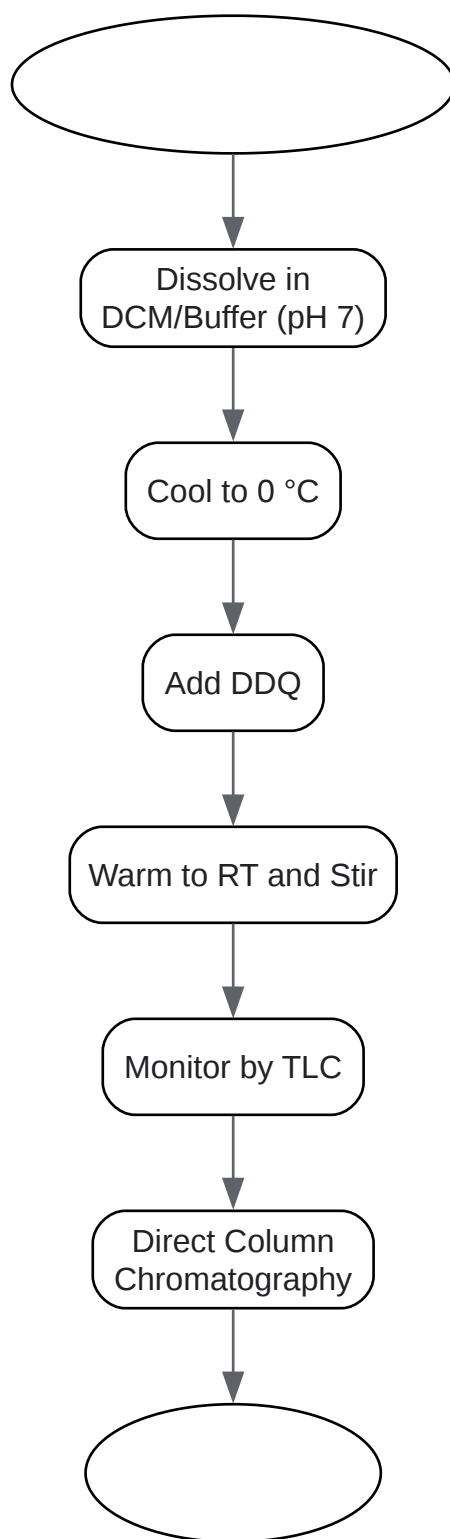 Dissolve in
DCM/Buffer (pH 7)
Cool to 0 °C
Add DDQ
Warm to RT and Stir
Monitor by TLC
Direct Column
Chromatography